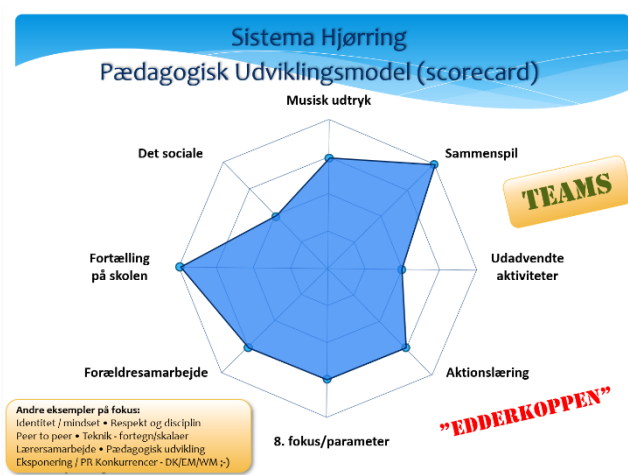 Sistema Hjørring
Pædagogisk Udviklingsmodel (scorecard)
Musisk udtryk
Det sociale
Sammenspil
TEAMS
Fortælling
på skolen
Udadvendte
aktiviteter
Forældresamarbejde
Aktionslæring
8. fokus/parameter
"EDDERKOPPEN"
Andre eksempler på fokus:
Identitet / mindset • Respekt og disciplin
Peer to peer • Teknik - fortegn/skalaer
Lærersamarbejde • Pædagogisk udvikling
Eksponering / PR Konkurrencer - DK/EM/WM ;-)